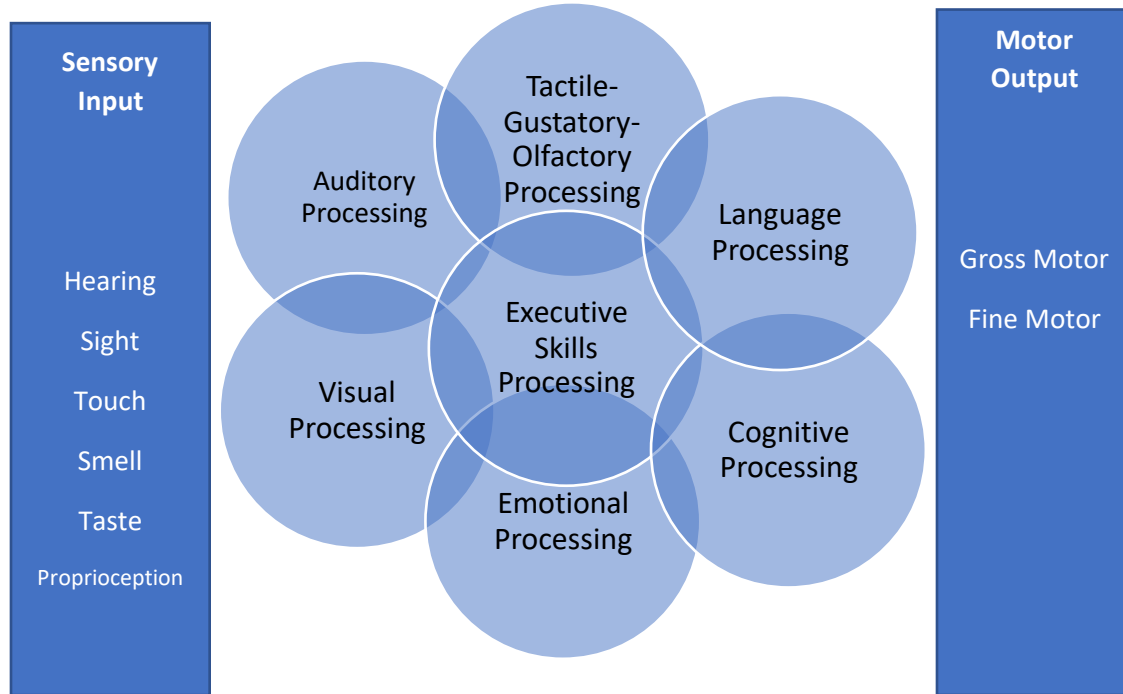 Sensory
Input
Hearing
Sight
Touch
Smell
Taste
Proprioception
Auditory
Processing
Tactile-
Gustatory-
Olfactory
Processing
Language
Processing
Executive
Skills
Processing
Visual
Processing
Cognitive
Processing
Emotional
Processing
Motor
Output
Gross Motor
Fine Motor